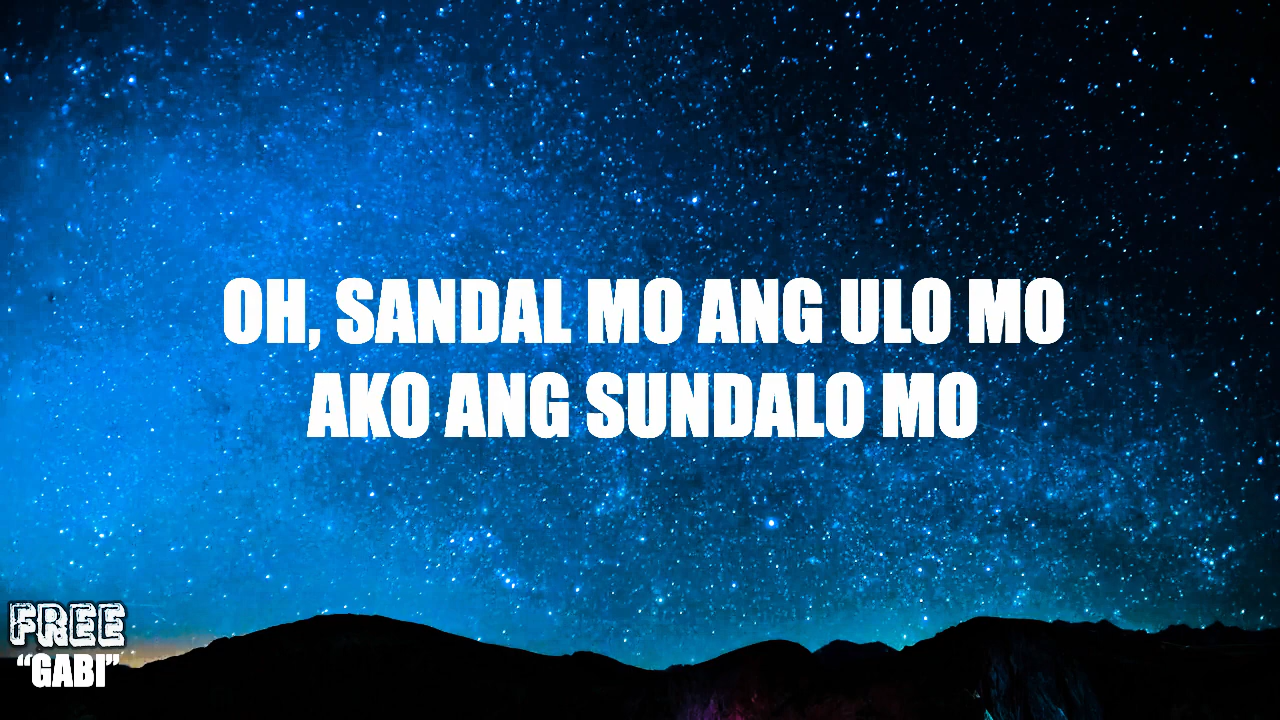 OH, SANDAL MO ANG ULO MO
AKO ANG SUNDALO MO
FREE
“GABI”